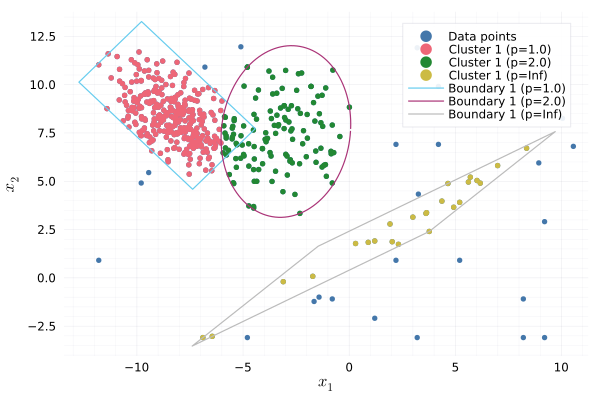 12.5
10.0
7.5
5.0
2.5
0.0
−2.5
x₂
Data points
Cluster 1 (p=1.0)
Cluster 1 (p=2.0)
Cluster 1 (p=Inf)
Boundary 1 (p=1.0)
Boundary 1 (p=2.0)
Boundary 1 (p=Inf)
−10
−5
0
5
10
x₁